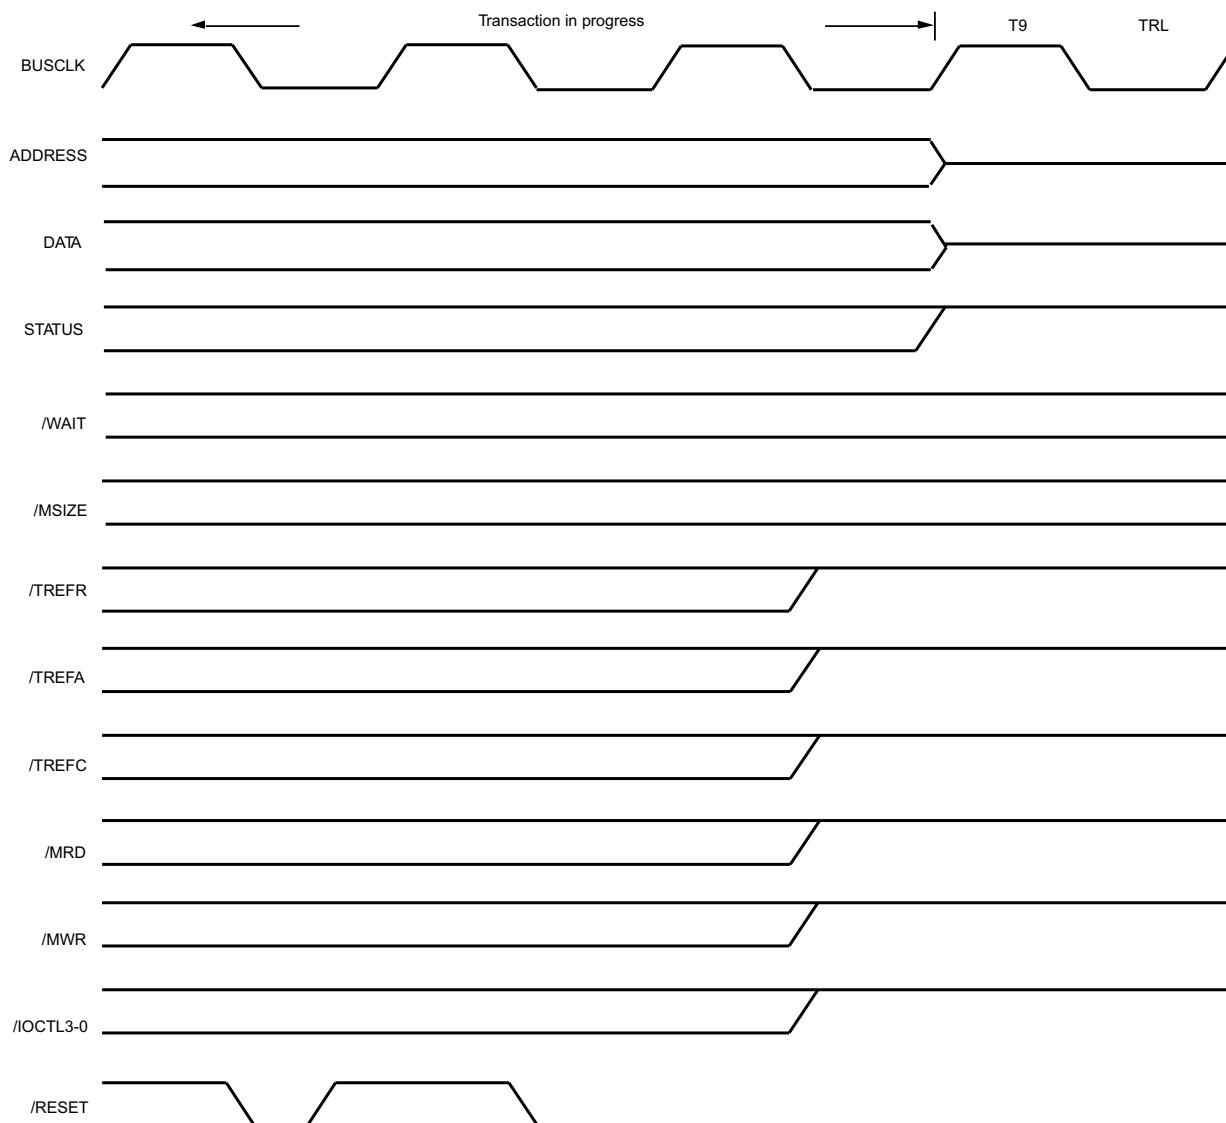 Transaction in progress T9 TRL
BUSCLK
ADDRESS
DATA
STATUS
/WAIT
/MSIZE
/TREFR
/TREFA
/TREFC
/MRD
/MWR
/IOCTL3-0
/RESET